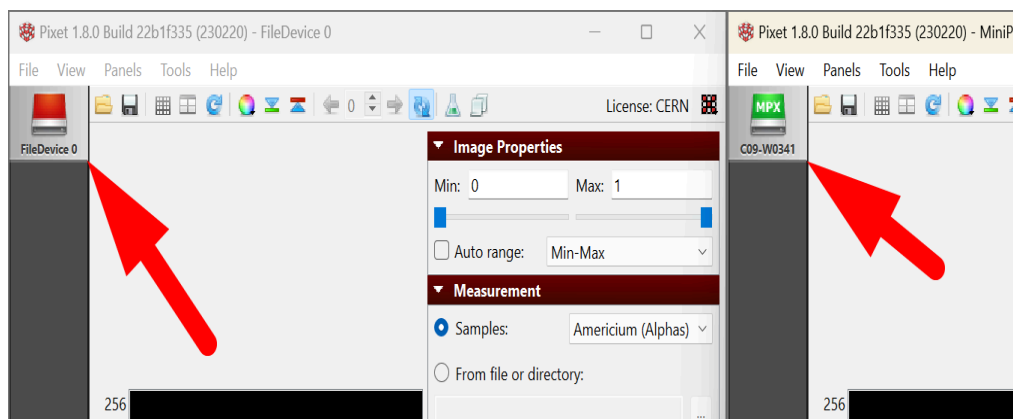 Pixet 1.8.0 Build 22b1f335 (230220) - FileDevice 0
File View Panels Tools Help
0
License: CERN
FileDevice 0
Image Properties
Min: 0 Max: 1
Auto range: Min-Max
Measurement
Samples: Americium (Alphas)
From file or directory:
...
256
Pixet 1.8.0 Build 22b1f335 (230220) - MiniP
File View Panels Tools Help
MPX
C09-W0341
256